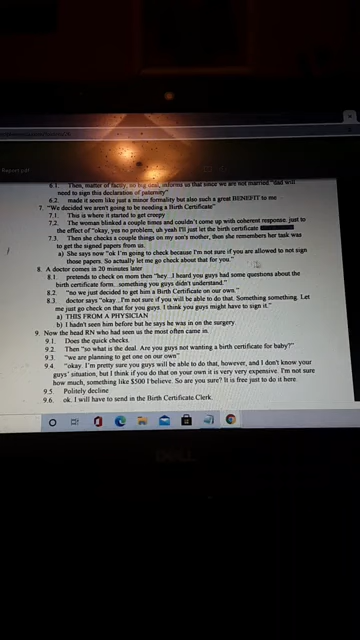 Report.pdf
6.1. Then, matter of factly, no big deal, informs us that since we are not married "dad will
need to sign this declaration of paternity"
6.2. made it seem like just a minor formality but also such a great BENEFIT to me
7. "We decided we aren't going to be needing a Birth Certificate"
7.1. This is where it started to get creepy
7.2. The woman blinked a couple times and couldn't come up with coherent response. just to
the effect of "okay, yes no problem, uh yeah I'll just let the birth certificate
7.3. Then she checks a couple things on my son's mother, then she remembers her task was
to get the signed papers from us.
a) She says now "ok I'm going to check because I'm not sure if you are allowed to not sign
those papers. So actually let me go check about that for you."
8. A doctor comes in 20 minutes later
8.1. pretends to check on mom then "hey...I heard you guys had some questions about the
birth certificate form...something you guys didn't understand."
8.2. "no we just decided to get him a Birth Certificate on our own."
8.3. doctor says "okay...I'm not sure if you will be able to do that. Something something. Let
me just go check on that for you guys. I think you guys might have to sign it."
a) THIS FROM A PHYSICIAN
b) I hadn't seen him before but he says he was in on the surgery.
9. Now the head RN who had seen us the most often came in.
9.1. Does the quick checks.
9.2. Then "so what is the deal. Are you guys not wanting a birth certificate for baby?"
9.3. "we are planning to get one on our own"
9.4. "okay. I'm pretty sure you guys will be able to do that, however, and I don't know your
guys' situation, but I think if you do that on your own it is very very expensive. I'm not sure
how much, something like $500 I believe. So are you sure? It is free just to do it here.
9.5. Politely decline
9.6. ok. I will have to send in the Birth Certificate Clerk.
DELL